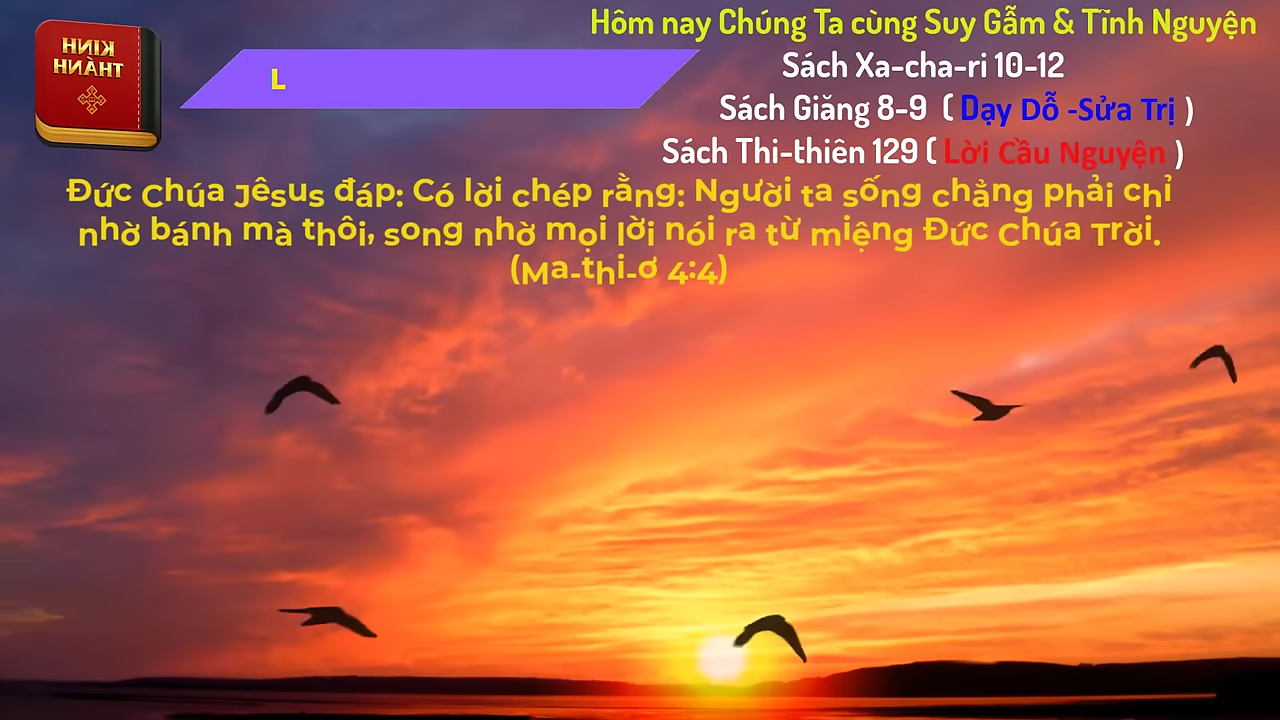 KINH
THÀNH
L
Hôm nay Chúng Ta cùng Suy Gẫm & Tĩnh Nguyện
Sách Xa-cha-ri 10-12
Sách Giăng 8-9 ( Dạy Dỗ -Sửa Trị )
Sách Thi-thiên 129 ( Lời Cầu Nguyện )
Đức Chúa Jêsus đáp: Có lời chép rằng: Người ta sống chẳng phải chỉ
nhờ bánh mà thôi, song nhờ mọi lời nói ra từ miệng Đức Chúa Trời.
(Ma-thi-ơ 4:4)